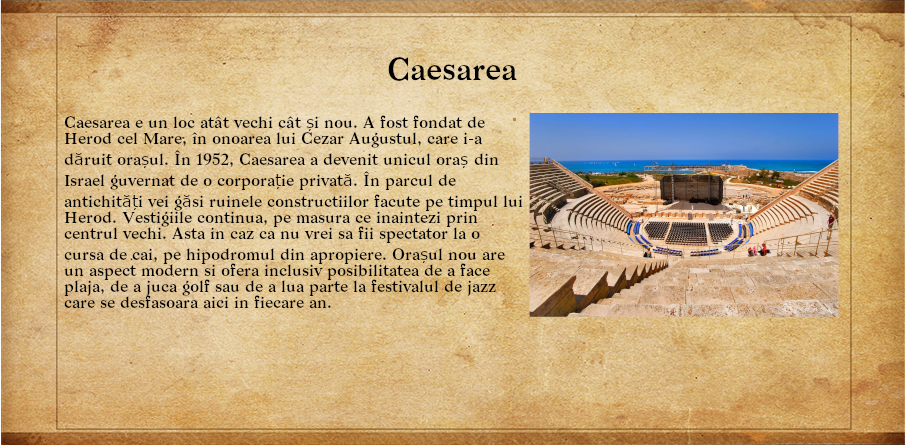 Caesarea
Caesarea e un loc atât vechi cât și nou. A fost fondat de
Herod cel Mare, în onoarea lui Cezar Augustul, care i-a
dăruit orașul. În 1952, Caesarea a devenit unicul oraș din
Israel guvernat de o corporație privată. În parcul de
antichități vei găsi ruinele constructiilor facute pe timpul lui
Herod. Vestigiile continua, pe masura ce inaintezi prin
centrul vechi. Asta in caz ca nu vrei sa fii spectator la o
cursa de cai, pe hipodromul din apropiere. Orașul nou are
un aspect modern si ofera inclusiv posibilitatea de a face
plaja, de a juca golf sau de a lua parte la festivalul de jazz
care se desfasoara aici in fiecare an.